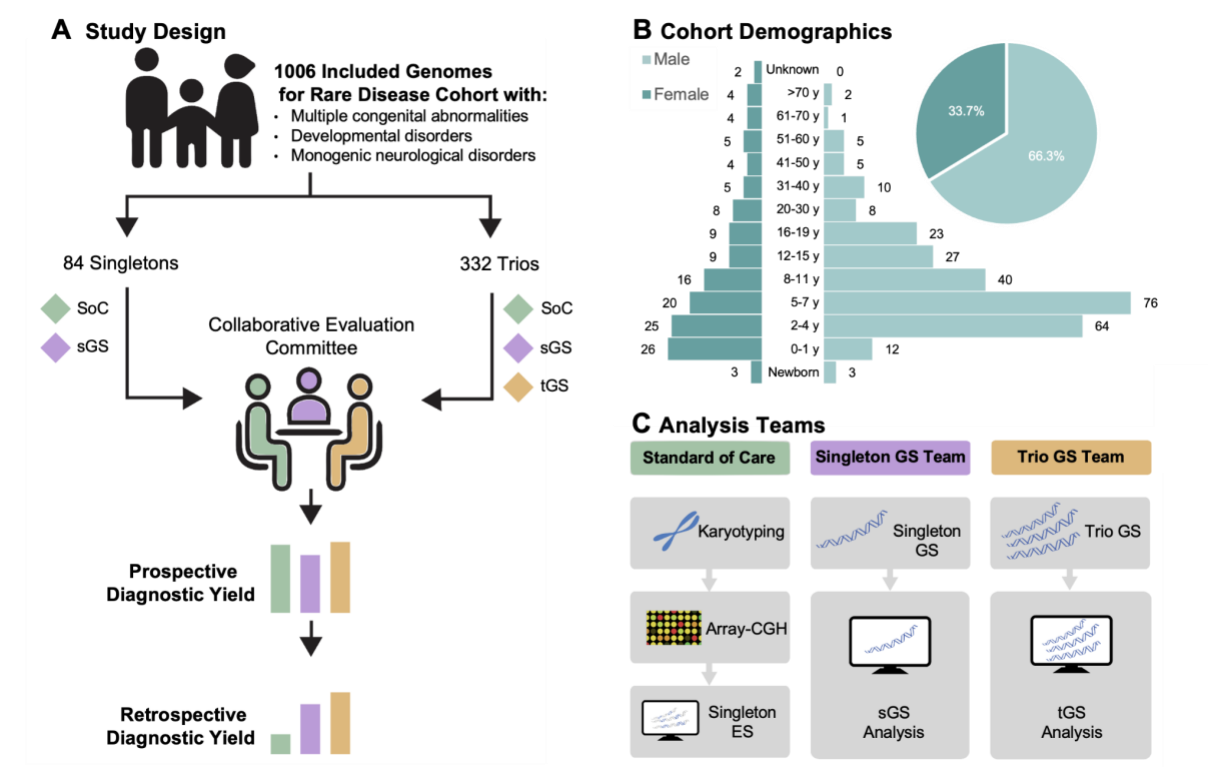 A Study Design
1006 Included Genomes
for Rare Disease Cohort with:
· Multiple congenital abnormalities
· Developmental disorders
· Monogenic neurological disorders
84 Singletons
332 Trios
SoC
sGS
SoC
sGS
tGS
Collaborative Evaluation
Committee
Prospective
Diagnostic Yield
Retrospective
Diagnostic Yield
B Cohort Demographics
Male
Female
2 Unknown 0
4 >70 y 2
4 61-70 y 1
5 51-60 y 5
4 41-50 y 5
5 31-40 y 10
8 20-30 y 8
9 16-19 y 23
9 12-15 y 27
16 8-11 y 40
20 5-7 y 76
25 2-4 y 64
26 0-1 y 12
3 Newborn 3
33.7%
66.3%
C Analysis Teams
Standard of Care
Karyotyping
Array-CGH
Singleton
ES
Singleton GS Team
Singleton
GS
sGS
Analysis
Trio GS Team
Trio GS
tGS
Analysis